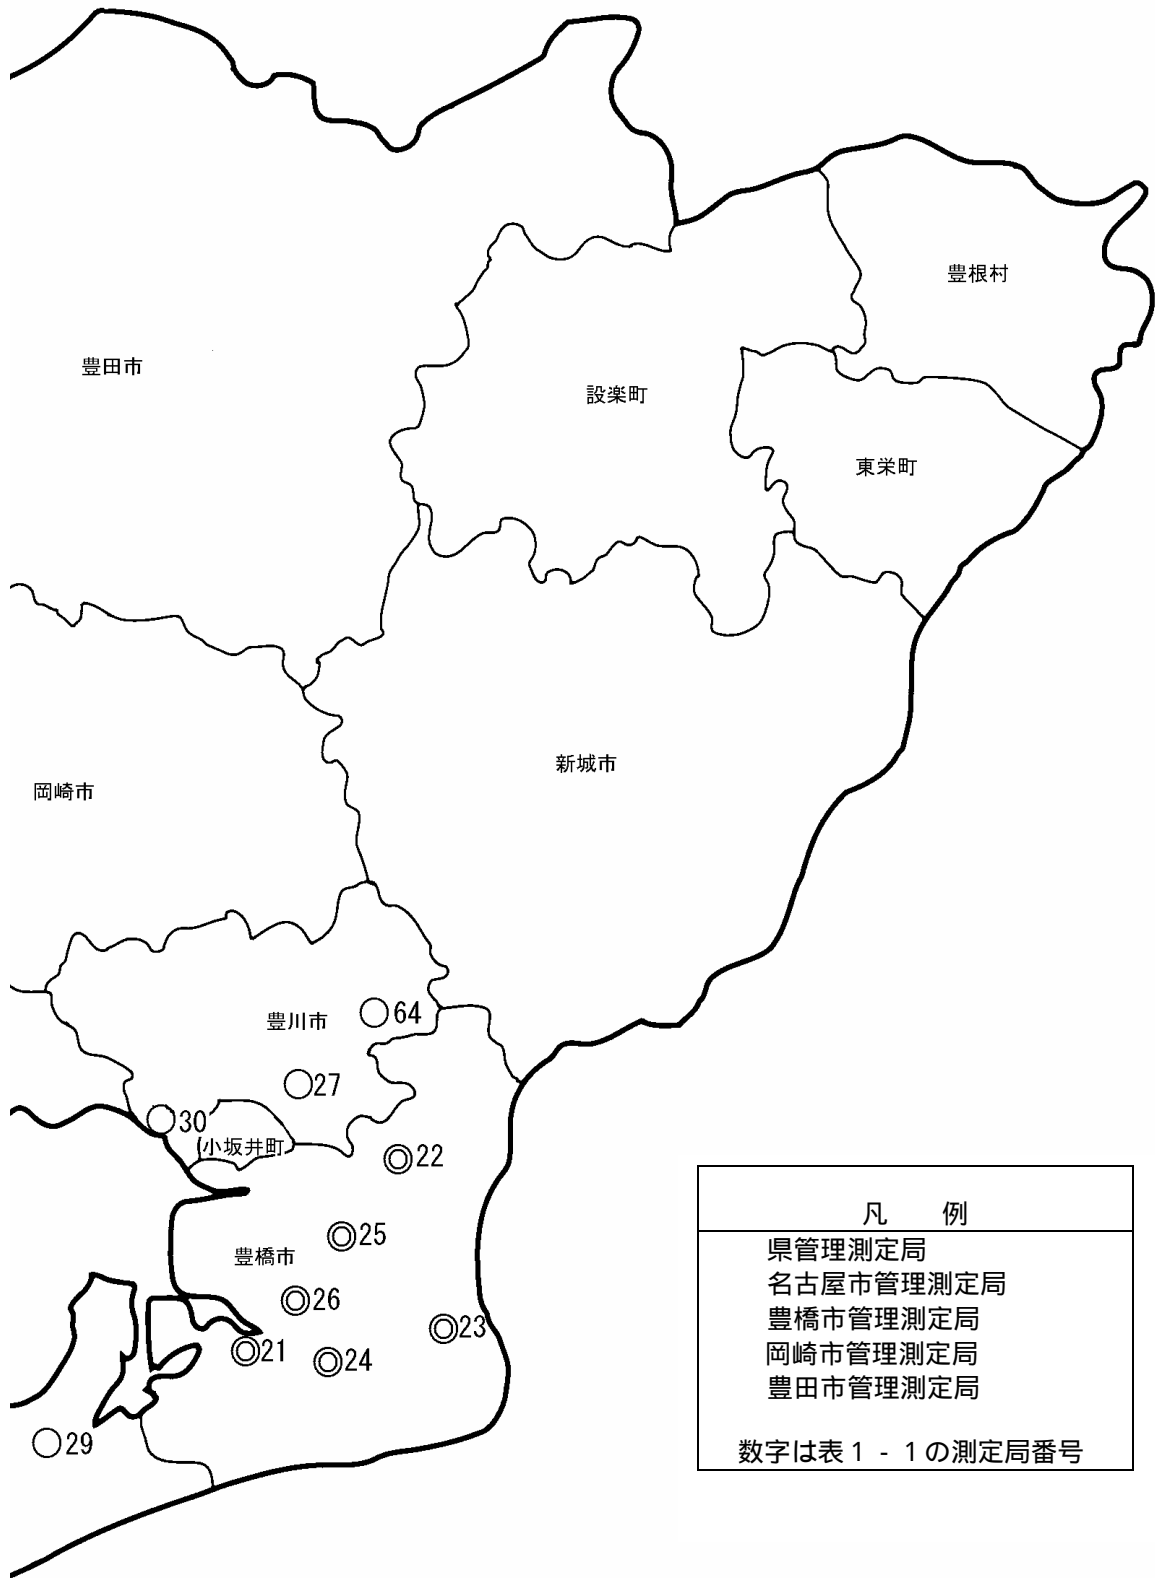 豊根村
豊田市
設楽町
東栄町
新城市
岡崎市
64
豊川市
27
30
小坂井町
22
25
豊橋市
26
23
21
24
29
凡　例
県管理測定局
名古屋市管理測定局
豊橋市管理測定局
岡崎市管理測定局
豊田市管理測定局
数字は表１-１の測定局番号